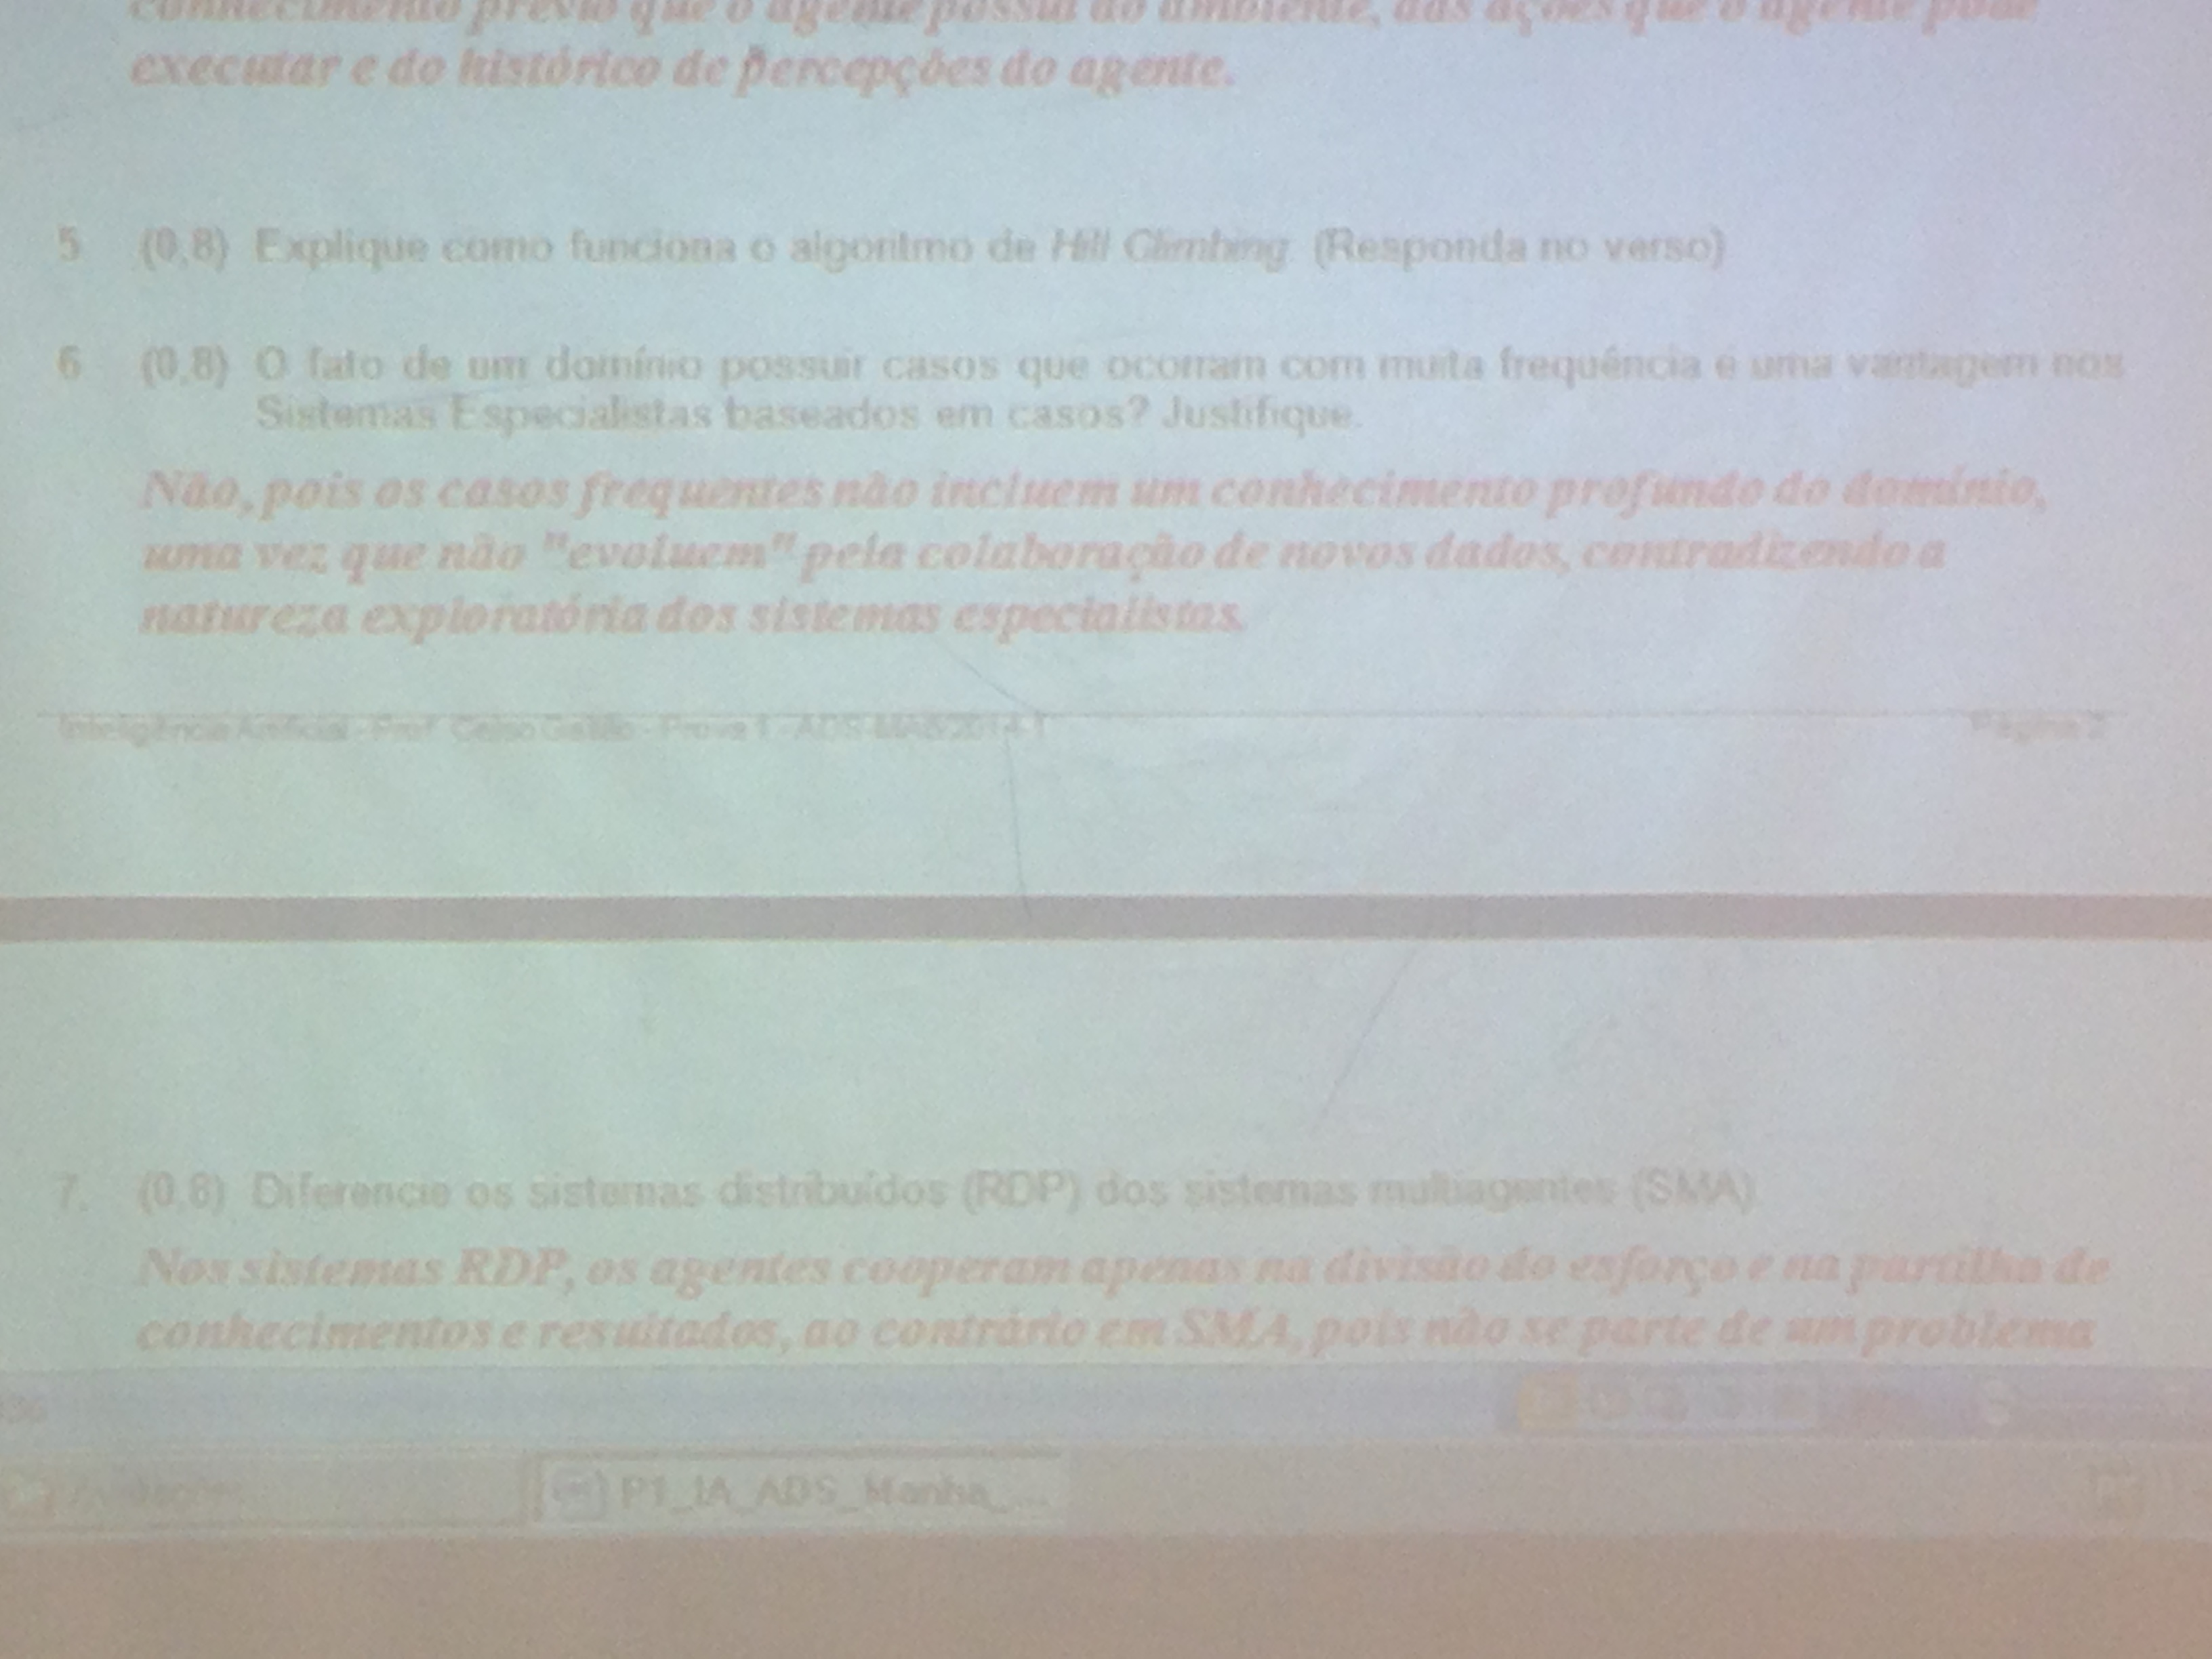 conhecimento prévio que o agente possui do ambiente, das ações que o agente pode
executar e do histórico de percepções do agente.
5 (0,8) Explique como funciona o algoritmo de Hill Climbing. (Responda no verso)
6 (0,8) O fato de um domínio possuir casos que ocorram com muita frequência é uma vantagem nos
Sistemas Especialistas baseados em casos? Justifique.
Não, pois os casos frequentes não incluem um conhecimento profundo do domínio,
uma vez que não "evoluem" pela colaboração de novos dados, contradizendo a
natureza exploratória dos sistemas especialistas.
Inteligência Artificial - Prof. Celso - Prova 1 - ADS Página 2
7. (0,8) Diferencie os sistemas distribuídos (RDP) dos sistemas multiagentes (SMA).
Nos sistemas RDP, os agentes cooperam apenas na divisão do esforço e na partilha de
conhecimentos e resultados, ao contrário em SMA, pois não se parte de um problema
P1_IA_ADS_Manha_...